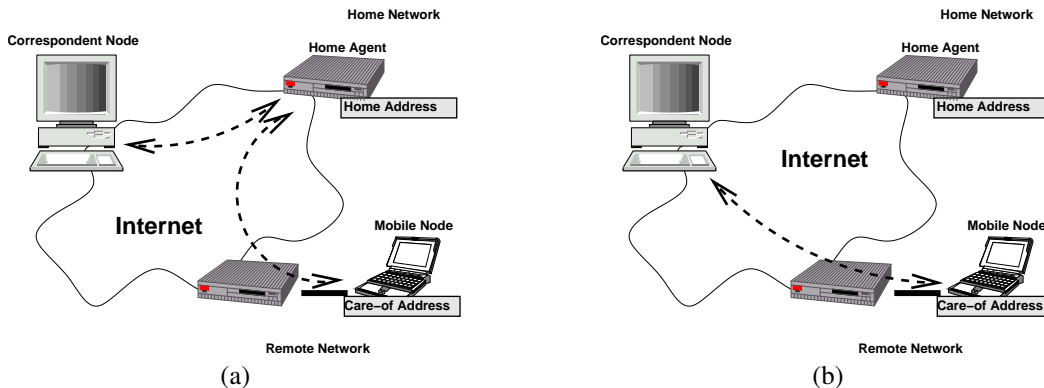 Home Network
Correspondent Node
Home Agent
Home Address
Internet
Mobile Node
Care−of Address
Remote Network
(a)
Home Network
Correspondent Node
Home Agent
Home Address
Internet
Mobile Node
Care−of Address
Remote Network
(b)